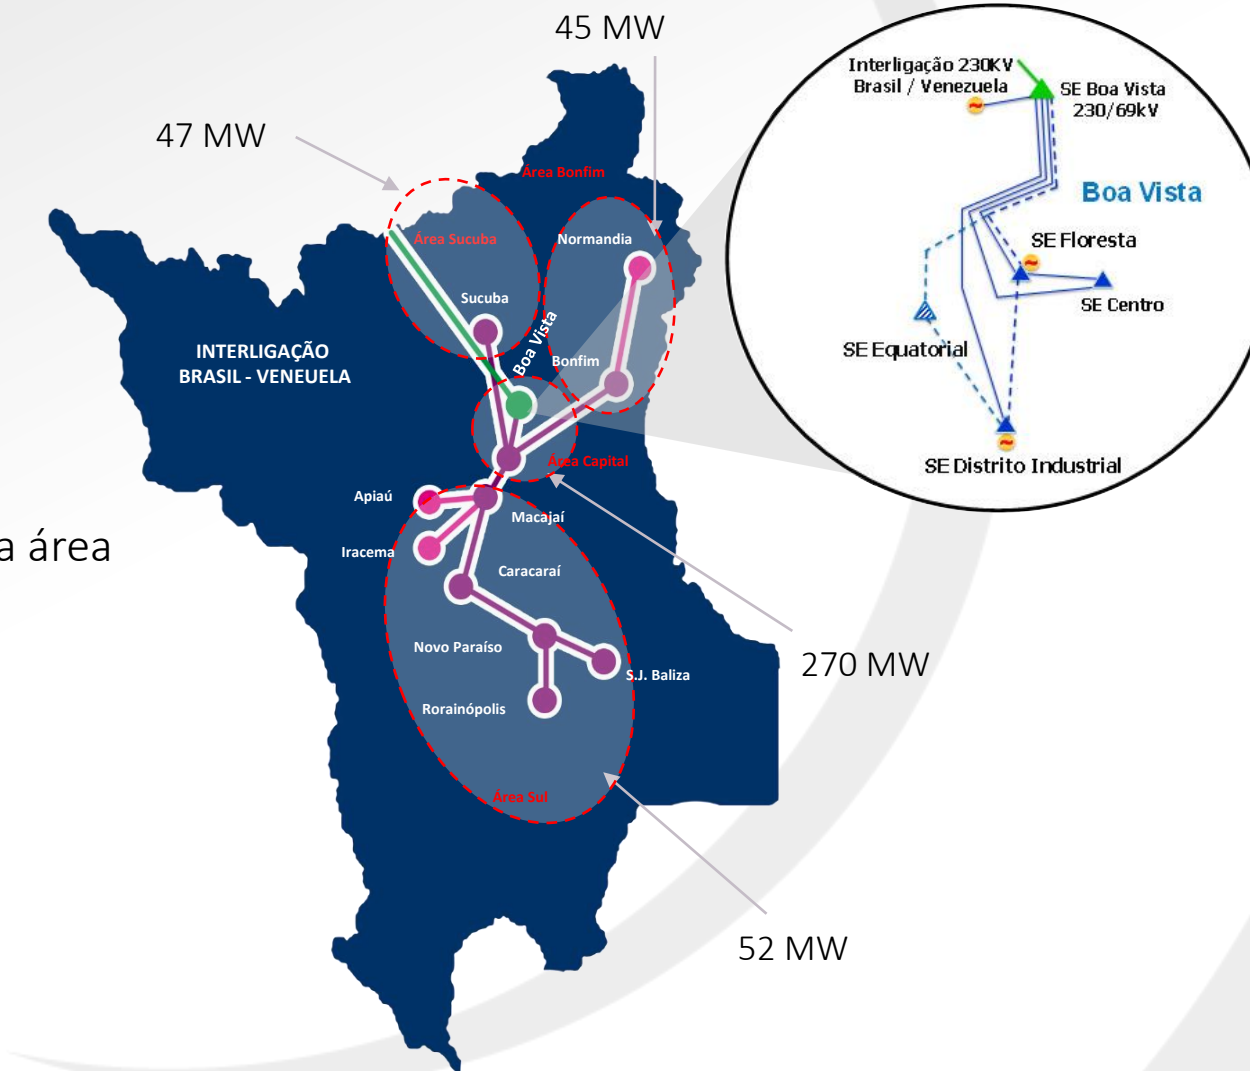 45 MW
47 MW
Área Bonfim
Área Sucuba
Normandia
Sucuba
Boa Vista
Bonfim
INTERLIGAÇÃO
BRASIL - VENEUELA
Área Capital
Apiaú
Macajaí
Iracema
Caracaraí
a área
Novo Paraíso
S.J. Baliza
Rorainópolis
270 MW
Área Sul
52 MW
Interligação 230KV
Brasil / Venezuela
SE Boa Vista
230/69kV
Boa Vista
SE Floresta
SE Centro
SE Equatorial
SE Distrito Industrial